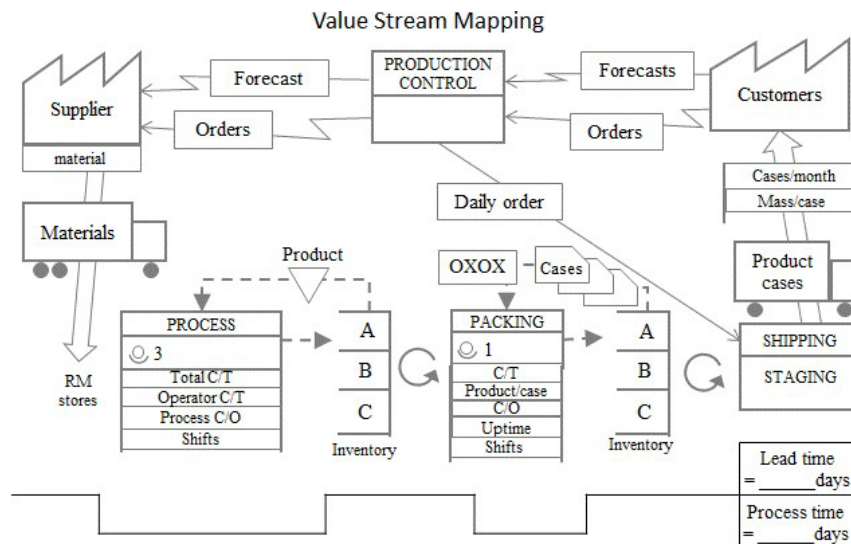 Value Stream Mapping
Supplier
material
Forecast
Orders
PRODUCTION
CONTROL
Forecasts
Orders
Customers
Cases/month
Mass/case
Daily order
Materials
Product
OXOX
Cases
Product
cases
PROCESS
3
Total C/T
Operator C/T
Process C/O
Shifts
A
B
C
Inventory
PACKING
1
C/T
Product/case
C/O
Uptime
Shifts
A
B
C
Inventory
SHIPPING
STAGING
RM
stores
Lead time
= ______days
Process time
= ______days